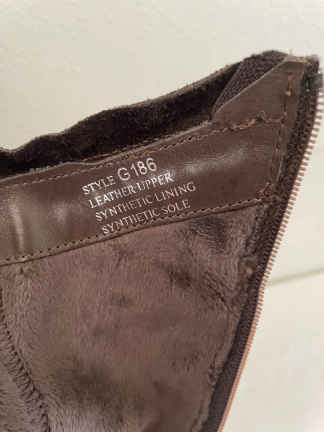 STYLE G186
LEATHER UPPER
SYNTHETIC LINING
SYNTHETIC SOLE